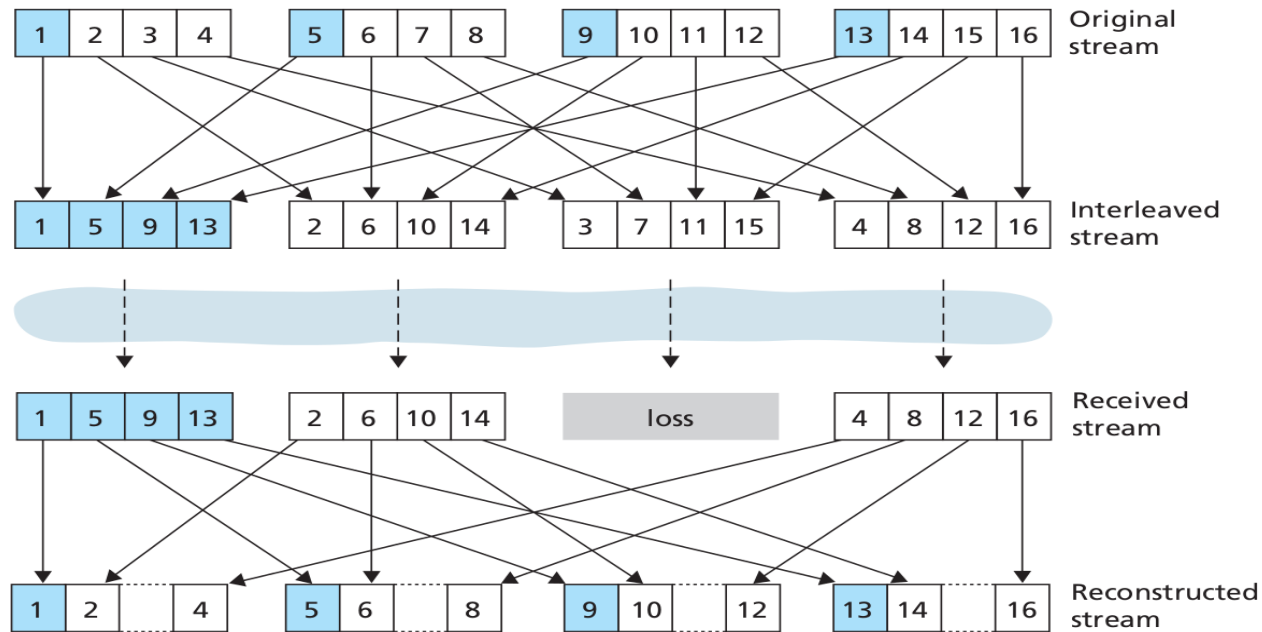 1 2 3 4 5 6 7 8 9 10 11 12 13 14 15 16 Original
stream
1 5 9 13 2 6 10 14 3 7 11 15 4 8 12 16 Interleaved
stream
1 5 9 13 2 6 10 14 loss 4 8 12 16 Received
stream
1 2 4 5 6 8 9 10 12 13 14 16 Reconstructed
stream